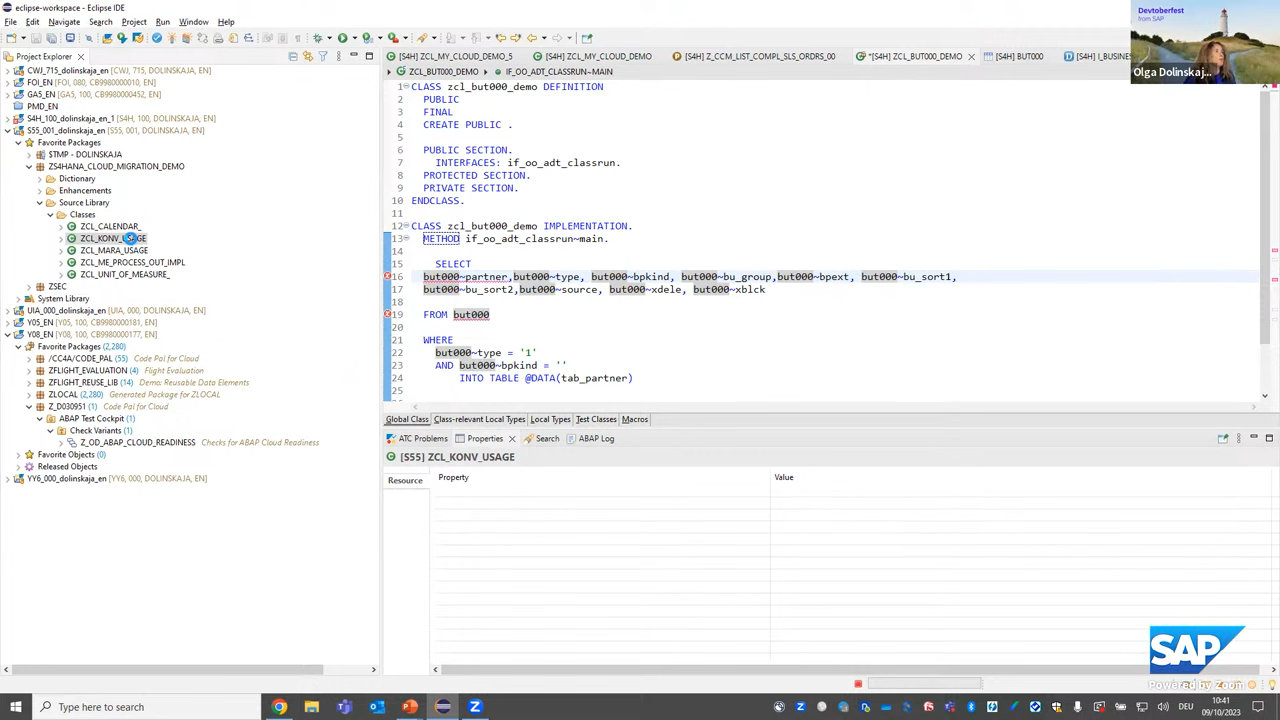 eclipse-workspace - Eclipse IDE
File Edit Navigate Search Project Run Window Help
Project Explorer
CWJ_715_dolinskaja_en [CWJ, 715, DOLINSKAJA, EN]
FOI_EN [FOI, 080, CB9980000010, EN]
GA5_EN [GA5, 100, CB9980000452, EN]
PMD_EN
S4H_100_dolinskaja_en_1 [S4H, 100, DOLINSKAJA, EN]
S55_001_dolinskaja_en [S55, 001, DOLINSKAJA, EN]
Favorite Packages
$TMP - DOLINSKAJA
ZS4HANA_CLOUD_MIGRATION_DEMO
Dictionary
Enhancements
Source Library
Classes
ZCL_CALENDAR_
ZCL_KONV_USAGE
ZCL_MARA_USAGE
ZCL_ME_PROCESS_OUT_IMPL
ZCL_UNIT_OF_MEASURE_
ZSEC
System Library
UIA_000_dolinskaja_en [UIA, 000, DOLINSKAJA, EN]
Y05_EN [Y05, 100, CB9980000181, EN]
Y08_EN [Y08, 100, CB9980000177, EN]
Favorite Packages (2,280)
/CC4A/CODE_PAL (55) Code Pal for Cloud
ZFLIGHT_EVALUATION (4) Flight Evaluation
ZFLIGHT_REUSE_LIB (14) Demo: Reusable Data Elements
ZLOCAL (2,280) Generated Package for ZLOCAL
Z_D030951 (1) Code Pal for Cloud
ABAP Test Cockpit (1)
Check Variants (1)
Z_OD_ABAP_CLOUD_READINESS Checks for ABAP Cloud Readiness
Favorite Objects (0)
Released Objects
YY6_000_dolinskaja_en [YY6, 000, DOLINSKAJA, EN]
[S4H] ZCL_MY_CLOUD_DEMO_5 [S4H] ZCL_MY_CLOUD_DEMO [S4H] Z_CCM_LIST_COMPL_SLS_ORDRS_00 *[S4H] ZCL_BUT000_DEMO [S4H] BUT000 [S4H] I_BUSINES
ZCL_BUT000_DEMO IF_OO_ADT_CLASSRUN~MAIN
1 CLASS zcl_but000_demo DEFINITION
2 PUBLIC
3 FINAL
4 CREATE PUBLIC .
5
6 PUBLIC SECTION.
7 INTERFACES: if_oo_adt_classrun.
8 PROTECTED SECTION.
9 PRIVATE SECTION.
10 ENDCLASS.
11
12 CLASS zcl_but000_demo IMPLEMENTATION.
13 METHOD if_oo_adt_classrun~main.
14
15 SELECT
16 but000~partner,but000~type, but000~bpkind, but000~bu_group,but000~bpext, but000~bu_sort1,
17 but000~bu_sort2,but000~source, but000~xdele, but000~xblck
18
19 FROM but000
20
21 WHERE
22 but000~type = '1'
23 AND but000~bpkind = ''
24 INTO TABLE @DATA(tab_partner)
25
Global Class Class-relevant Local Types Local Types Test Classes Macros
ATC Problems Properties Search ABAP Log
[S55] ZCL_KONV_USAGE
Resource
Property Value
Devtoberfest
from SAP
Olga Dolinskaj...
SAP
Powered by Zoom
Type here to search
10:41
09/10/2023